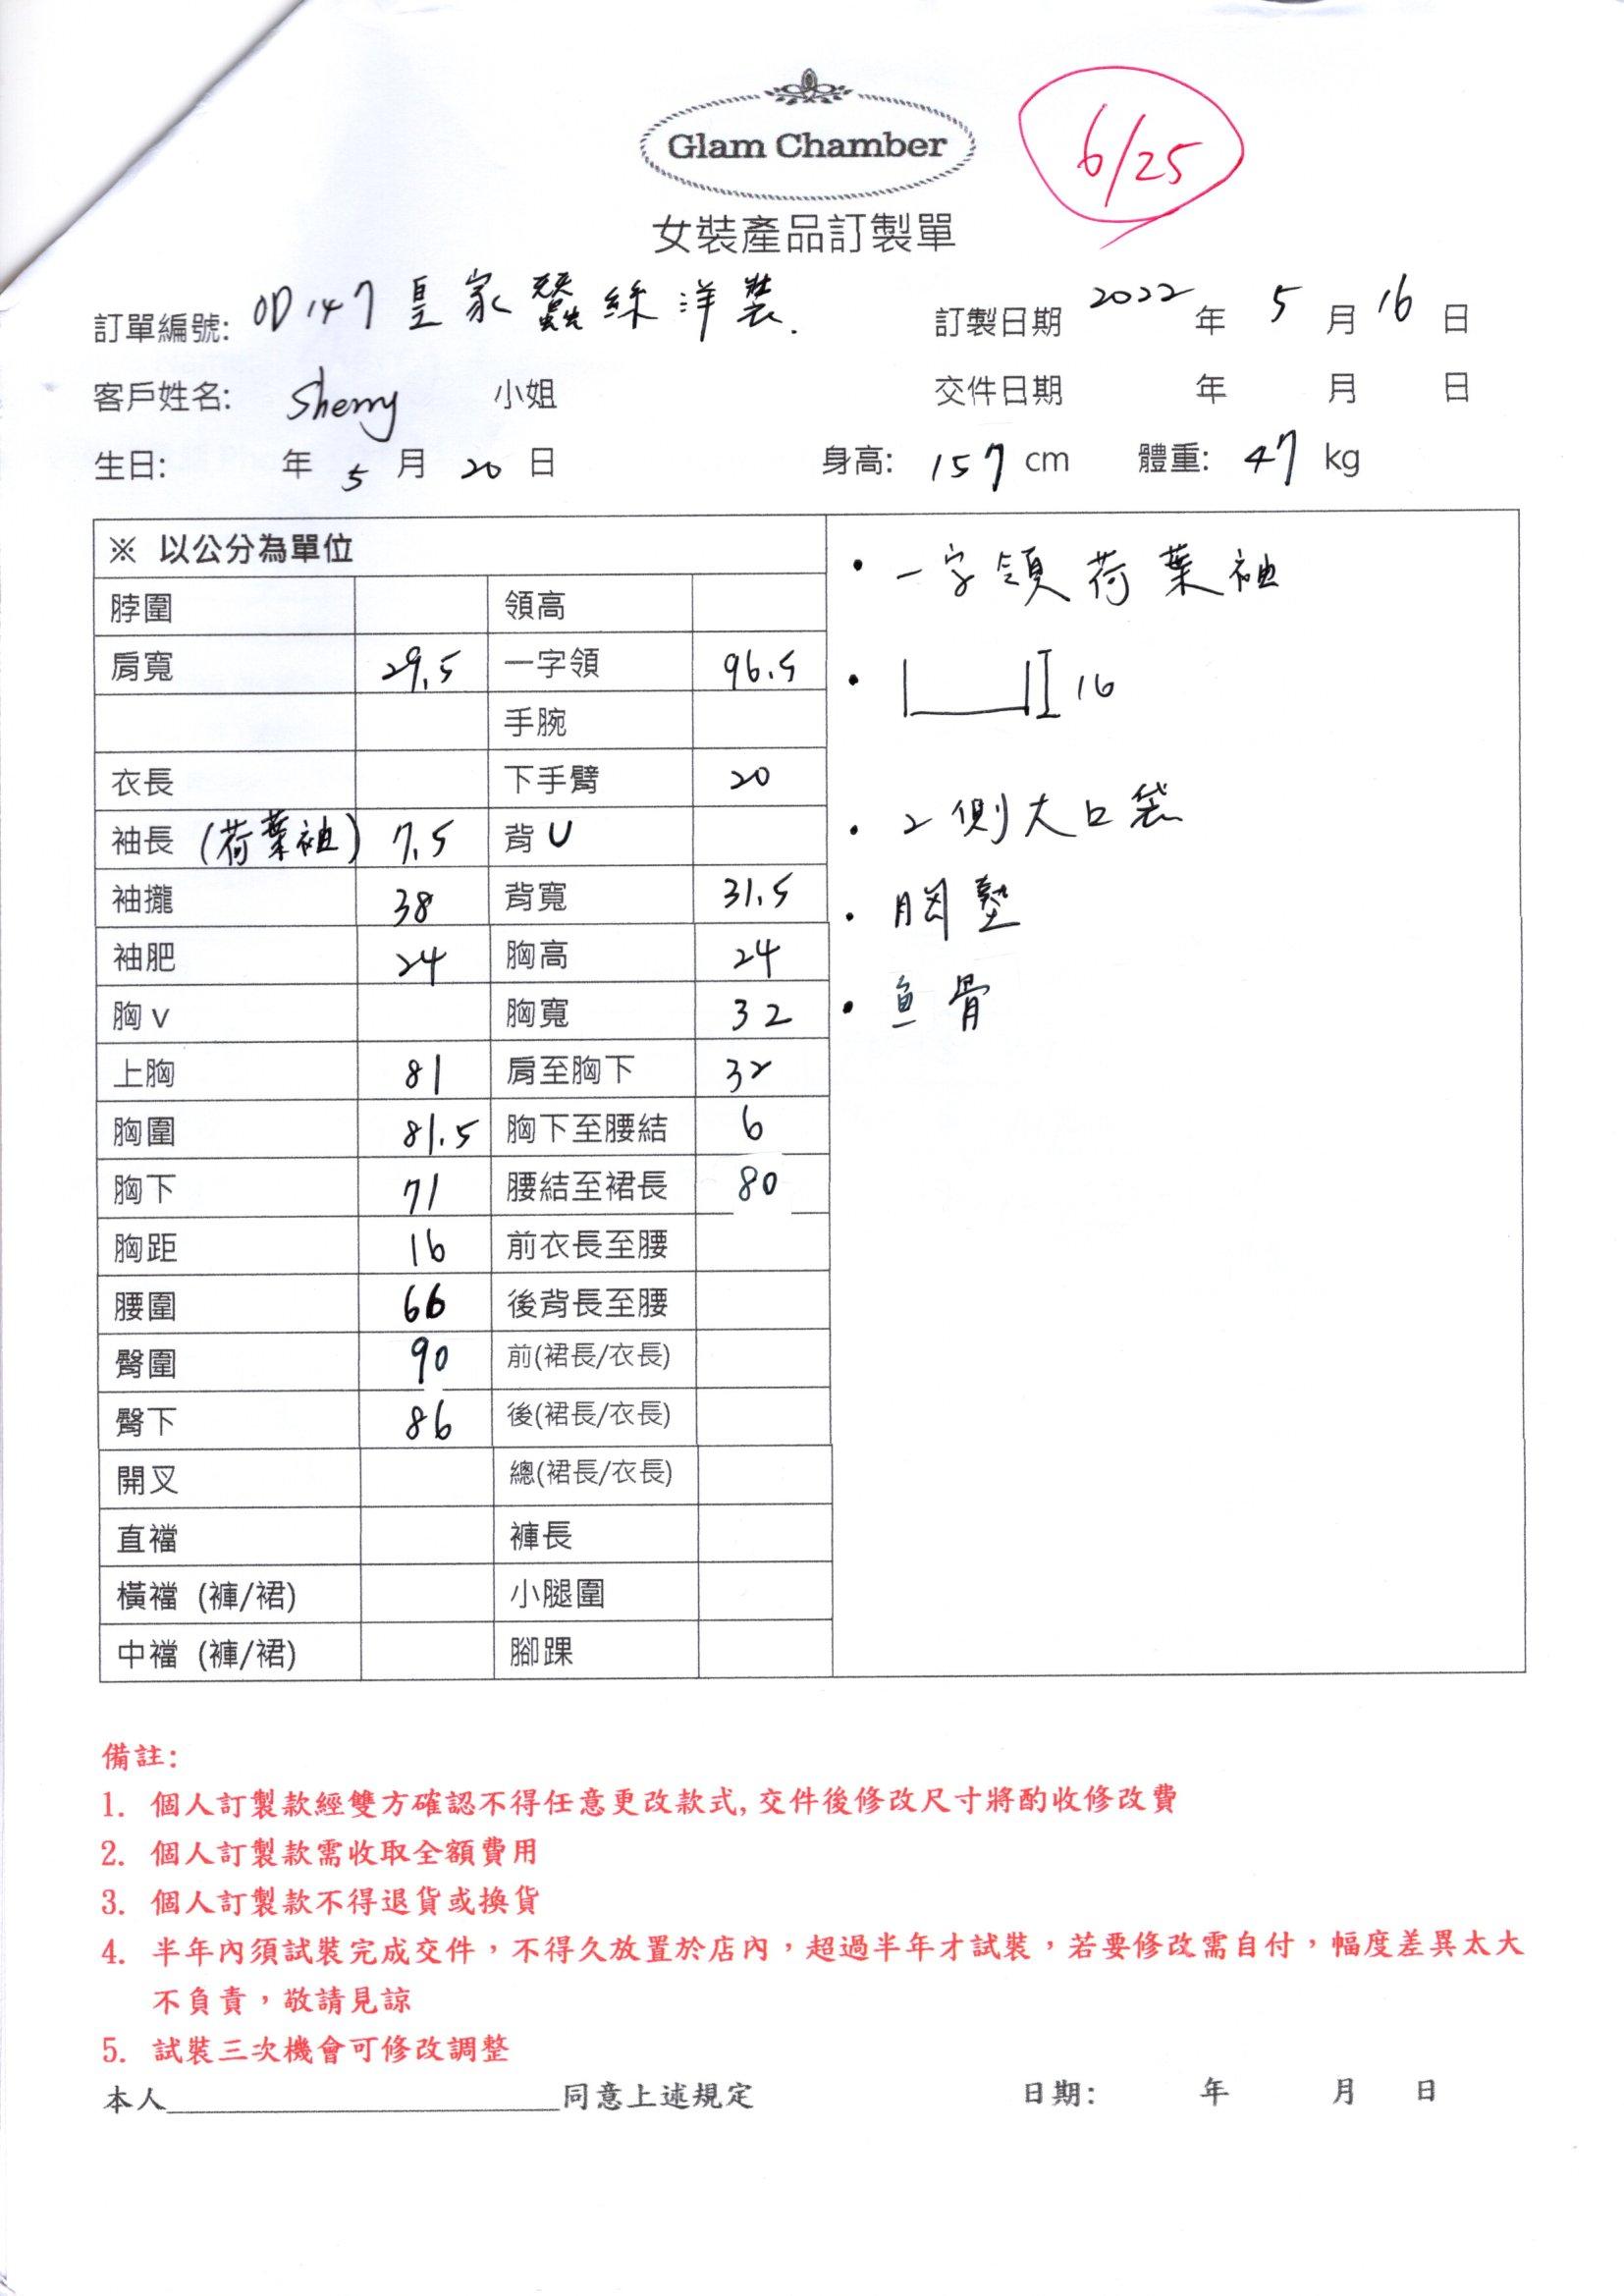 Glam Chamber
6/25
女裝產品訂製單
訂單編號: OD147皇家蠶絲洋裝. 訂製日期 2022 年 5 月 16 日
客戶姓名: Sherry 小姐 交件日期 年 月 日
生日: 年 5 月 20 日 身高: 157 cm 體重: 47 kg
※ 以公分為單位
脖圍 領高
肩寬 29.5 一字領 96.5
手腕
衣長 下手臂 20
袖長 (荷葉袖) 7.5 背U
袖攏 38 背寬 31.5
袖肥 24 胸高 24
胸v 胸寬 32
上胸 81 肩至胸下 32
胸圍 81.5 胸下至腰結 6
胸下 71 腰結至裙長 80
胸距 16 前衣長至腰
腰圍 66 後背長至腰
臀圍 90 前(裙長/衣長)
臀下 86 後(裙長/衣長)
開叉 總(裙長/衣長)
直襠 褲長
橫襠 (褲/裙) 小腿圍
中襠 (褲/裙) 腳踝
• 一字領荷葉袖
• 16
• 2側大口袋
• 胸墊
• 魚骨
備註:
1. 個人訂製款經雙方確認不得任意更改款式, 交件後修改尺寸將酌收修改費
2. 個人訂製款需收取全額費用
3. 個人訂製款不得退貨或換貨
4. 半年內須試裝完成交件，不得久放置於店內，超過半年才試裝，若要修改需自付，幅度差異太大
不負責，敬請見諒
5. 試裝三次機會可修改調整
本人__________同意上述規定 日期: 年 月 日